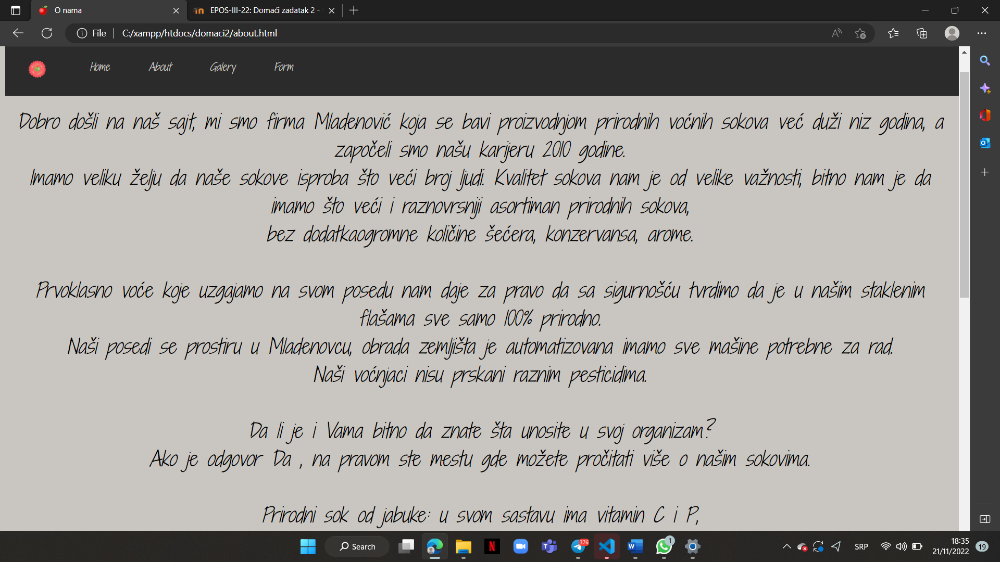 O nama
EPOS-III-22: Domaći zadatak 2 -
File
C:/xampp/htdocs/domaci2/about.html
Home About Galery Form
Dobro došli na naš sajt, mi smo firma Mladenović koja se bavi proizvodnjom prirodnih voćnih sokova već duži niz godina, a
započeli smo našu karijeru 2010 godine.
Imamo veliku želju da naše sokove isproba što veći broj ljudi. Kvalitet sokova nam je od velike važnosti, bitno nam je da
imamo što veći i raznovrsniji asortiman prirodnih sokova,
bez dodatkaogromne količine šećera, konzervansa, arome.
Prvoklasno voće koje uzgajamo na svom posedu nam daje za pravo da sa sigurnošću tvrdimo da je u našim staklenim
flašama sve samo 100% prirodno.
Naši posedi se prostiru u Mladenovcu, obrada zemljišta je automatizovana imamo sve mašine potrebne za rad.
Naši voćnjaci nisu prskani raznim pesticidima.
Da li je i Vama bitno da znate šta unosite u svoj organizam?
Ako je odgovor Da , na pravom ste mestu gde možete pročitati više o našim sokovima.
Prirodni sok od jabuke: u svom sastavu ima vitamin C i P,
Search
376
1
SRP
18:35
21/11/2022
19